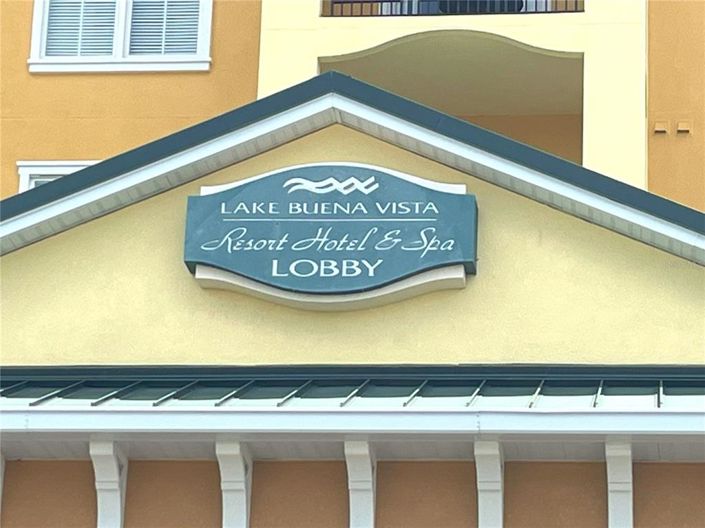 LAKE BUENA VISTA
Resort Hotel & Spa
LOBBY